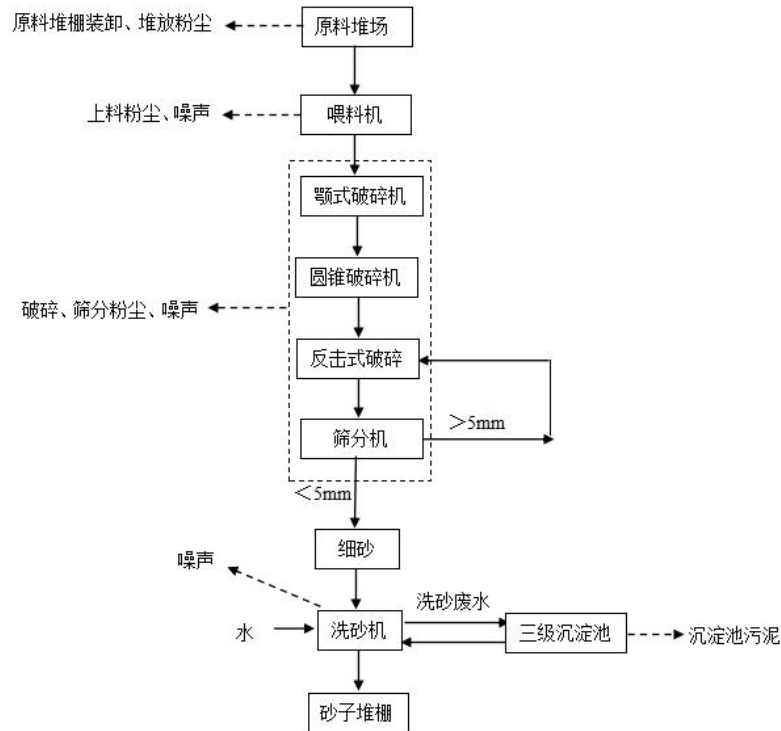 原料堆棚装卸、堆放粉尘
原料堆场
上料粉尘、噪声
喂料机
颚式破碎机
圆锥破碎机
破碎、筛分粉尘、噪声
反击式破碎
筛分机
＞5mm
＜5mm
细砂
噪声
洗砂废水
水
洗砂机
三级沉淀池
沉淀池污泥
砂子堆棚